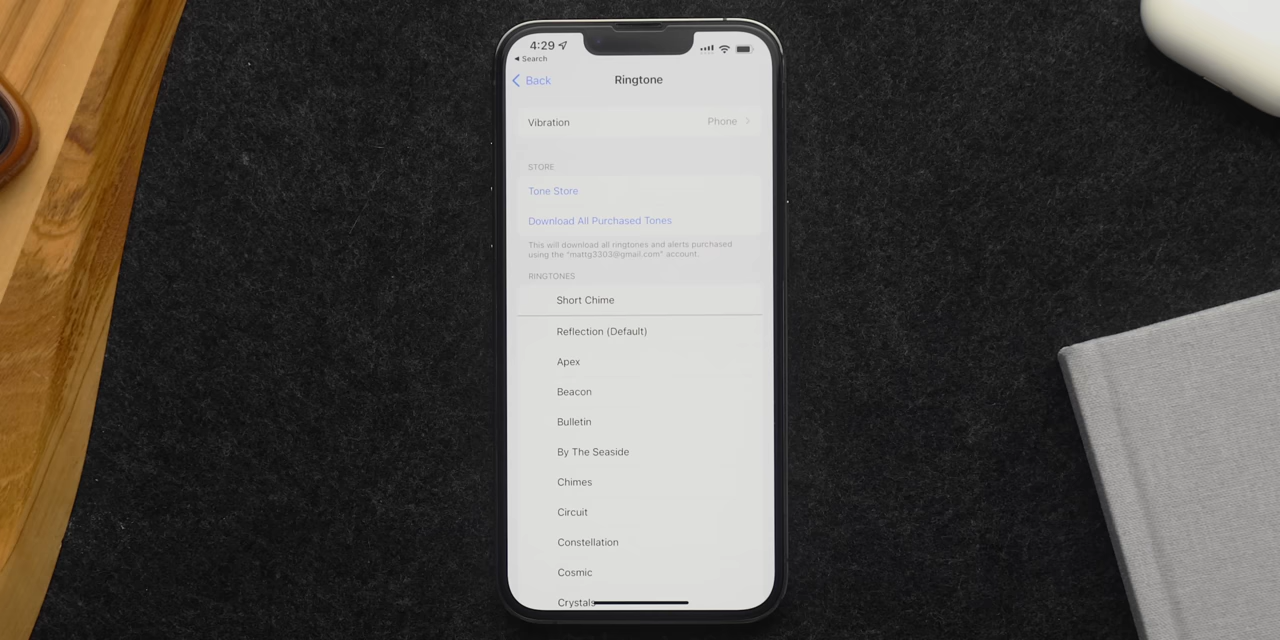 4:29
Search
Back
Ringtone
Vibration
Phone
STORE
Tone Store
Download All Purchased Tones
This will download all ringtones and alerts purchased
using the "mattg3303@gmail.com" account.
RINGTONES
Short Chime
Reflection (Default)
Apex
Beacon
Bulletin
By The Seaside
Chimes
Circuit
Constellation
Cosmic
Crystals